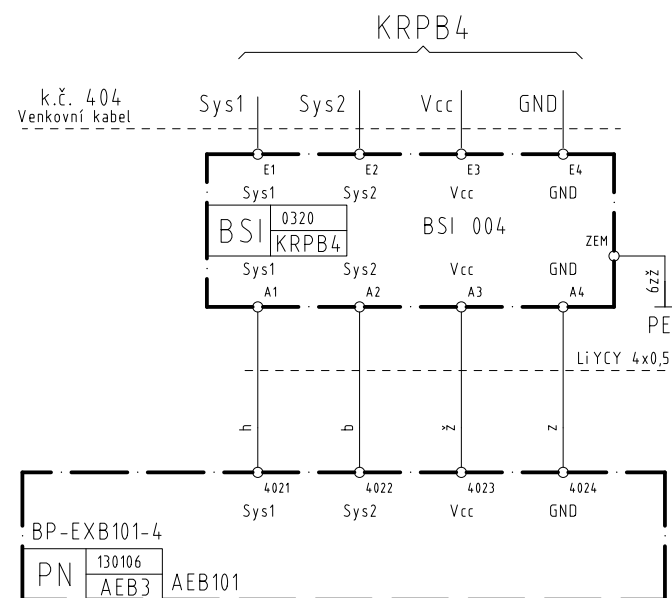 KRPB4
k.č. 404
Venkovní kabel
Sys1 Sys2 Vcc GND
E1 E2 E3 E4
Sys1 Sys2 Vcc GND
BSI 0320 KRPB4
BSI 004
ZEM
6zž
PE
Sys1 Sys2 Vcc GND
A1 A2 A3 A4
LiYCY 4x0,5
h b ž z
4021 4022 4023 4024
Sys1 Sys2 Vcc GND
BP-EXB101-4
PN 130106 AEB3 AEB101